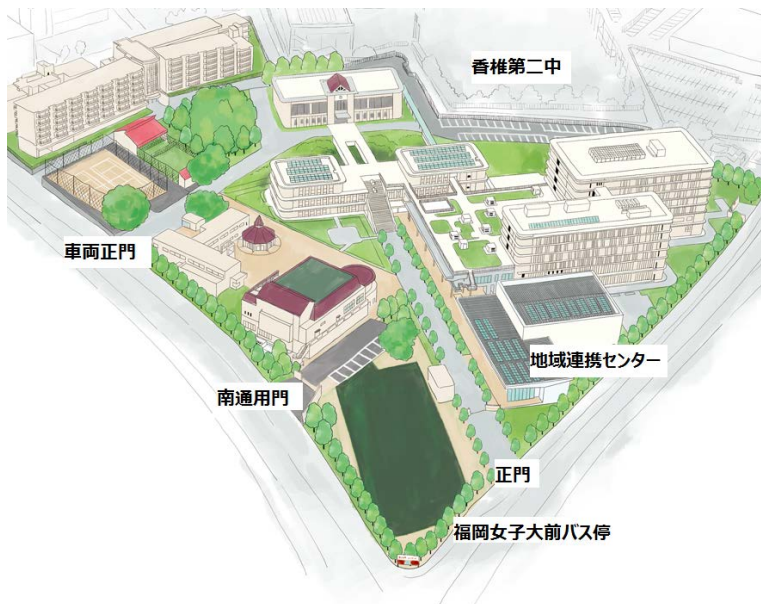 香椎第二中
車両正門
地域連携センター
南通用門
正門
福岡女子大前バス停